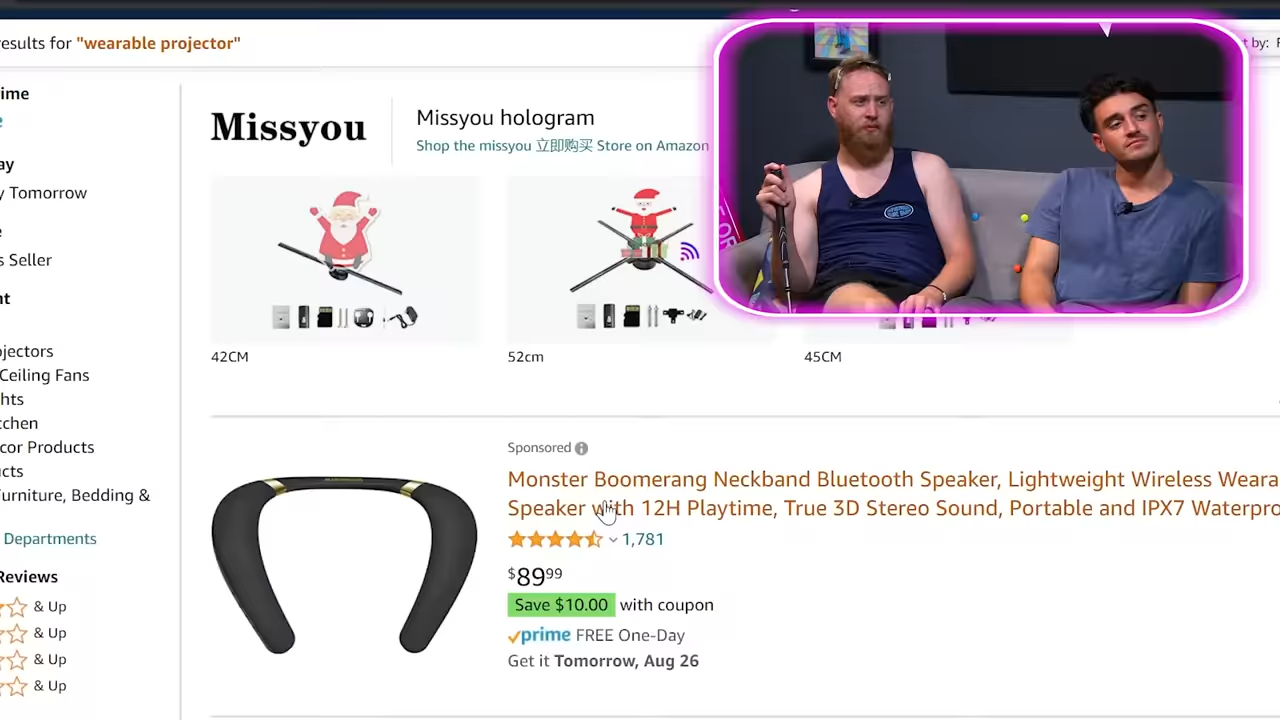 esults for "wearable projector"
t by:
ime
Missyou
Missyou hologram
Shop the missyou 立即购买 Store on Amazon
ay
y Tomorrow
s Seller
nt
42CM
52cm
45CM
ojectors
Ceiling Fans
hts
tchen
cor Products
ucts
urniture, Bedding &
Departments
Reviews
& Up
& Up
& Up
& Up
Sponsored
Monster Boomerang Neckband Bluetooth Speaker, Lightweight Wireless Weara
Speaker with 12H Playtime, True 3D Stereo Sound, Portable and IPX7 Waterpro
1,781
$8999
Save $10.00 with coupon
prime FREE One-Day
Get it Tomorrow, Aug 26